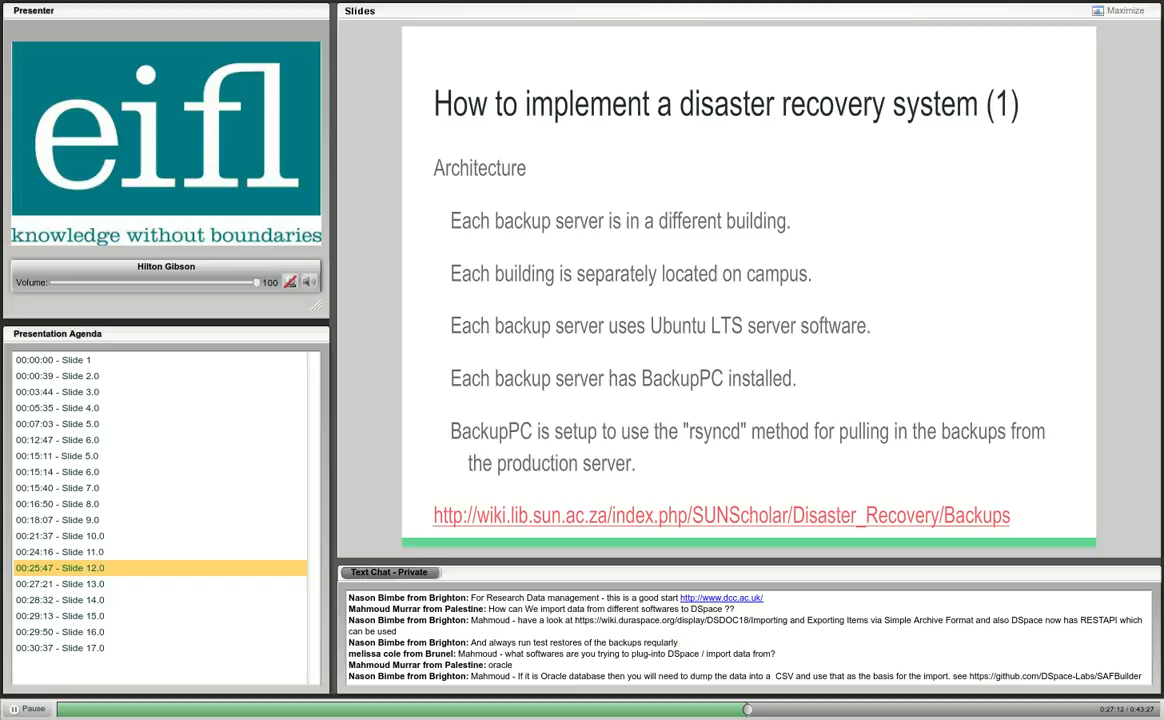 Presenter
eifl
knowledge without boundaries
Hilton Gibson
Volume:
100
Presentation Agenda
00:00:00 - Slide 1
00:00:39 - Slide 2.0
00:03:44 - Slide 3.0
00:05:35 - Slide 4.0
00:07:03 - Slide 5.0
00:12:47 - Slide 6.0
00:15:11 - Slide 5.0
00:15:14 - Slide 6.0
00:15:40 - Slide 7.0
00:16:50 - Slide 8.0
00:18:07 - Slide 9.0
00:21:37 - Slide 10.0
00:24:16 - Slide 11.0
00:25:47 - Slide 12.0
00:27:21 - Slide 13.0
00:28:32 - Slide 14.0
00:29:13 - Slide 15.0
00:29:50 - Slide 16.0
00:30:37 - Slide 17.0
Slides
Maximize
How to implement a disaster recovery system (1)
Architecture
Each backup server is in a different building.
Each building is separately located on campus.
Each backup server uses Ubuntu LTS server software.
Each backup server has BackupPC installed.
BackupPC is setup to use the "rsyncd" method for pulling in the backups from
the production server.
http://wiki.lib.sun.ac.za/index.php/SUNScholar/Disaster_Recovery/Backups
Text Chat - Private
Nason Bimbe from Brighton: For Research Data management - this is a good start http://www.dcc.ac.uk/
Mahmoud Murrar from Palestine: How can We import data from different softwares to DSpace ??
Nason Bimbe from Brighton: Mahmoud - have a look at https://wiki.duraspace.org/display/DSDOC18/Importing and Exporting Items via Simple Archive Format and also DSpace now has RESTAPI which
can be used
Nason Bimbe from Brighton: And always run test restores of the backups reqularly
melissa cole from Brunel: Mahmoud - what softwares are you trying to plug-into DSpace / import data from?
Mahmoud Murrar from Palestine: oracle
Nason Bimbe from Brighton: Mahmoud - If it is Oracle database then you will need to dump the data into a CSV and use that as the basis for the import. see https://github.com/DSpace-Labs/SAFBuilder
Pause
0:27:12 / 0:43:27